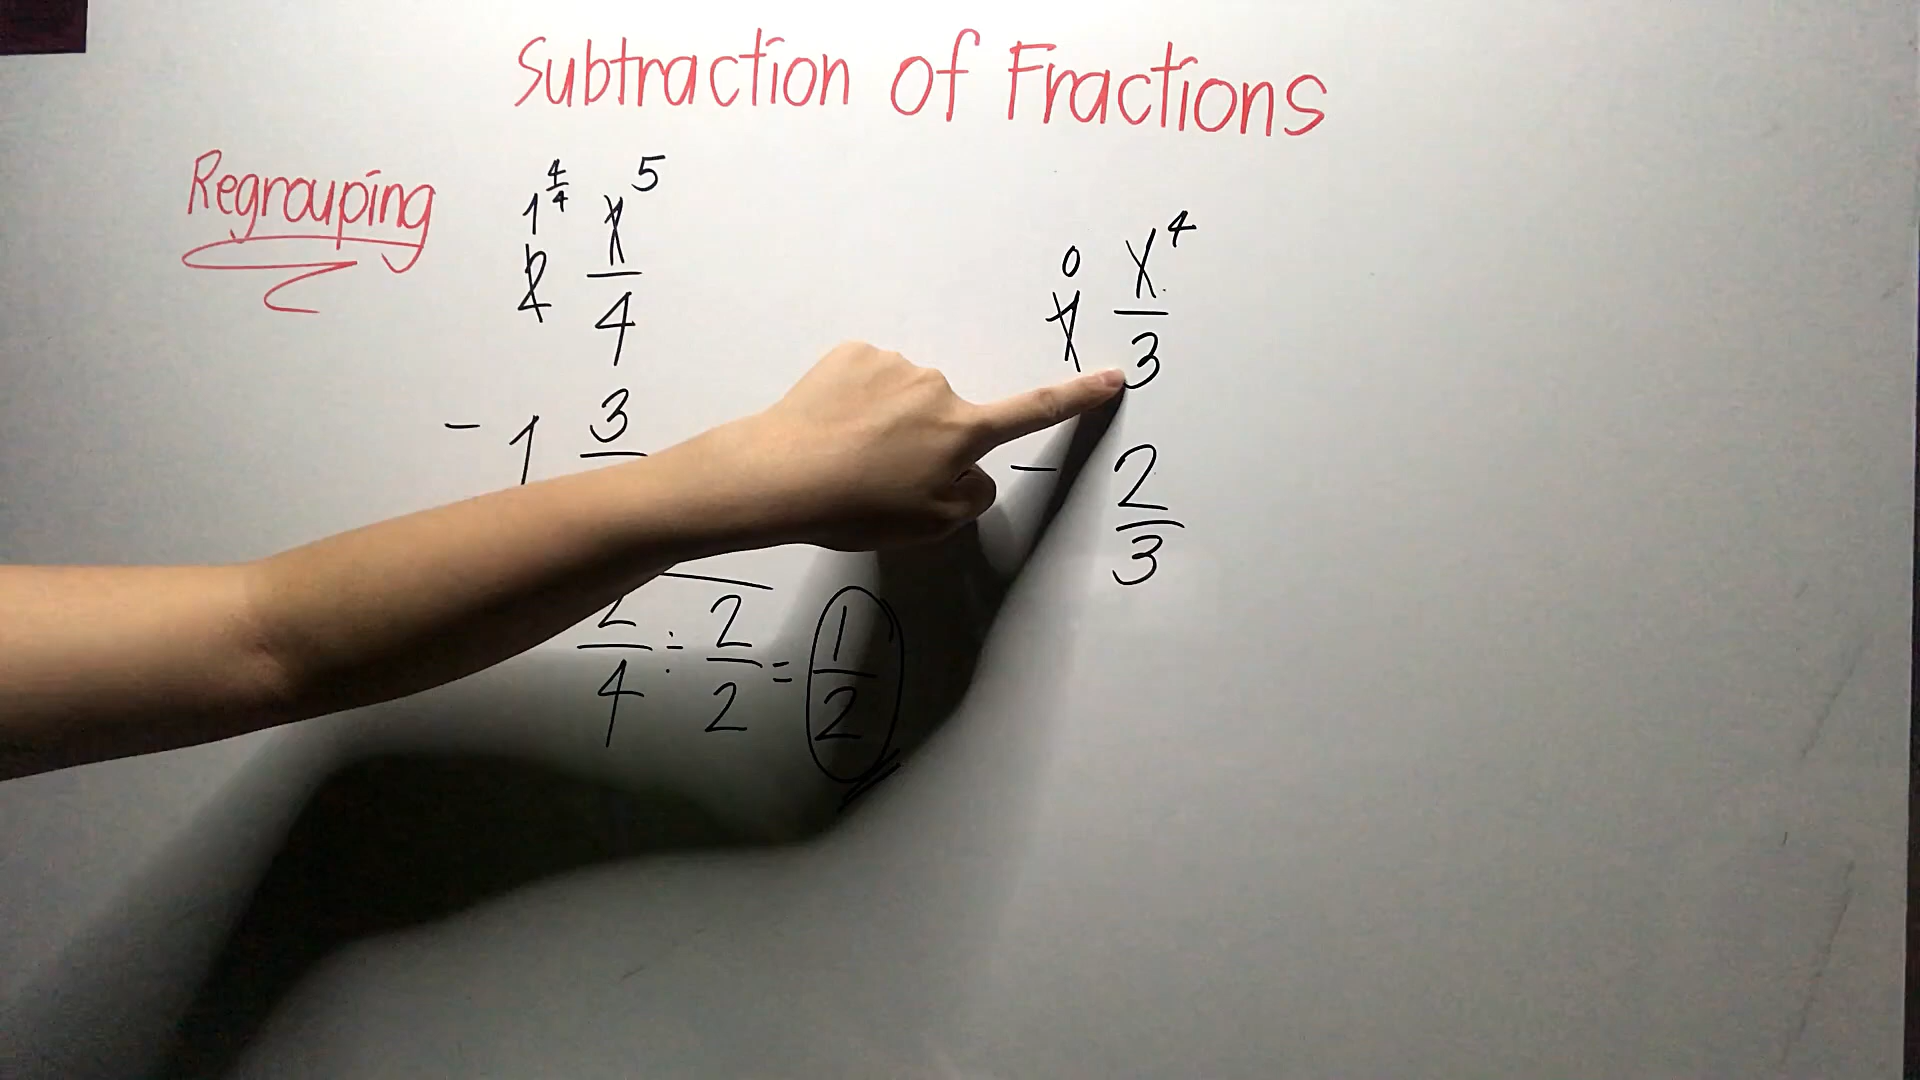 Subtraction of Fractions
Regrouping
1 4/4 5
2 1/4
- 1 3
2/4 ÷ 2/2 = 1/2
0 4
1 1/3
- 2/3